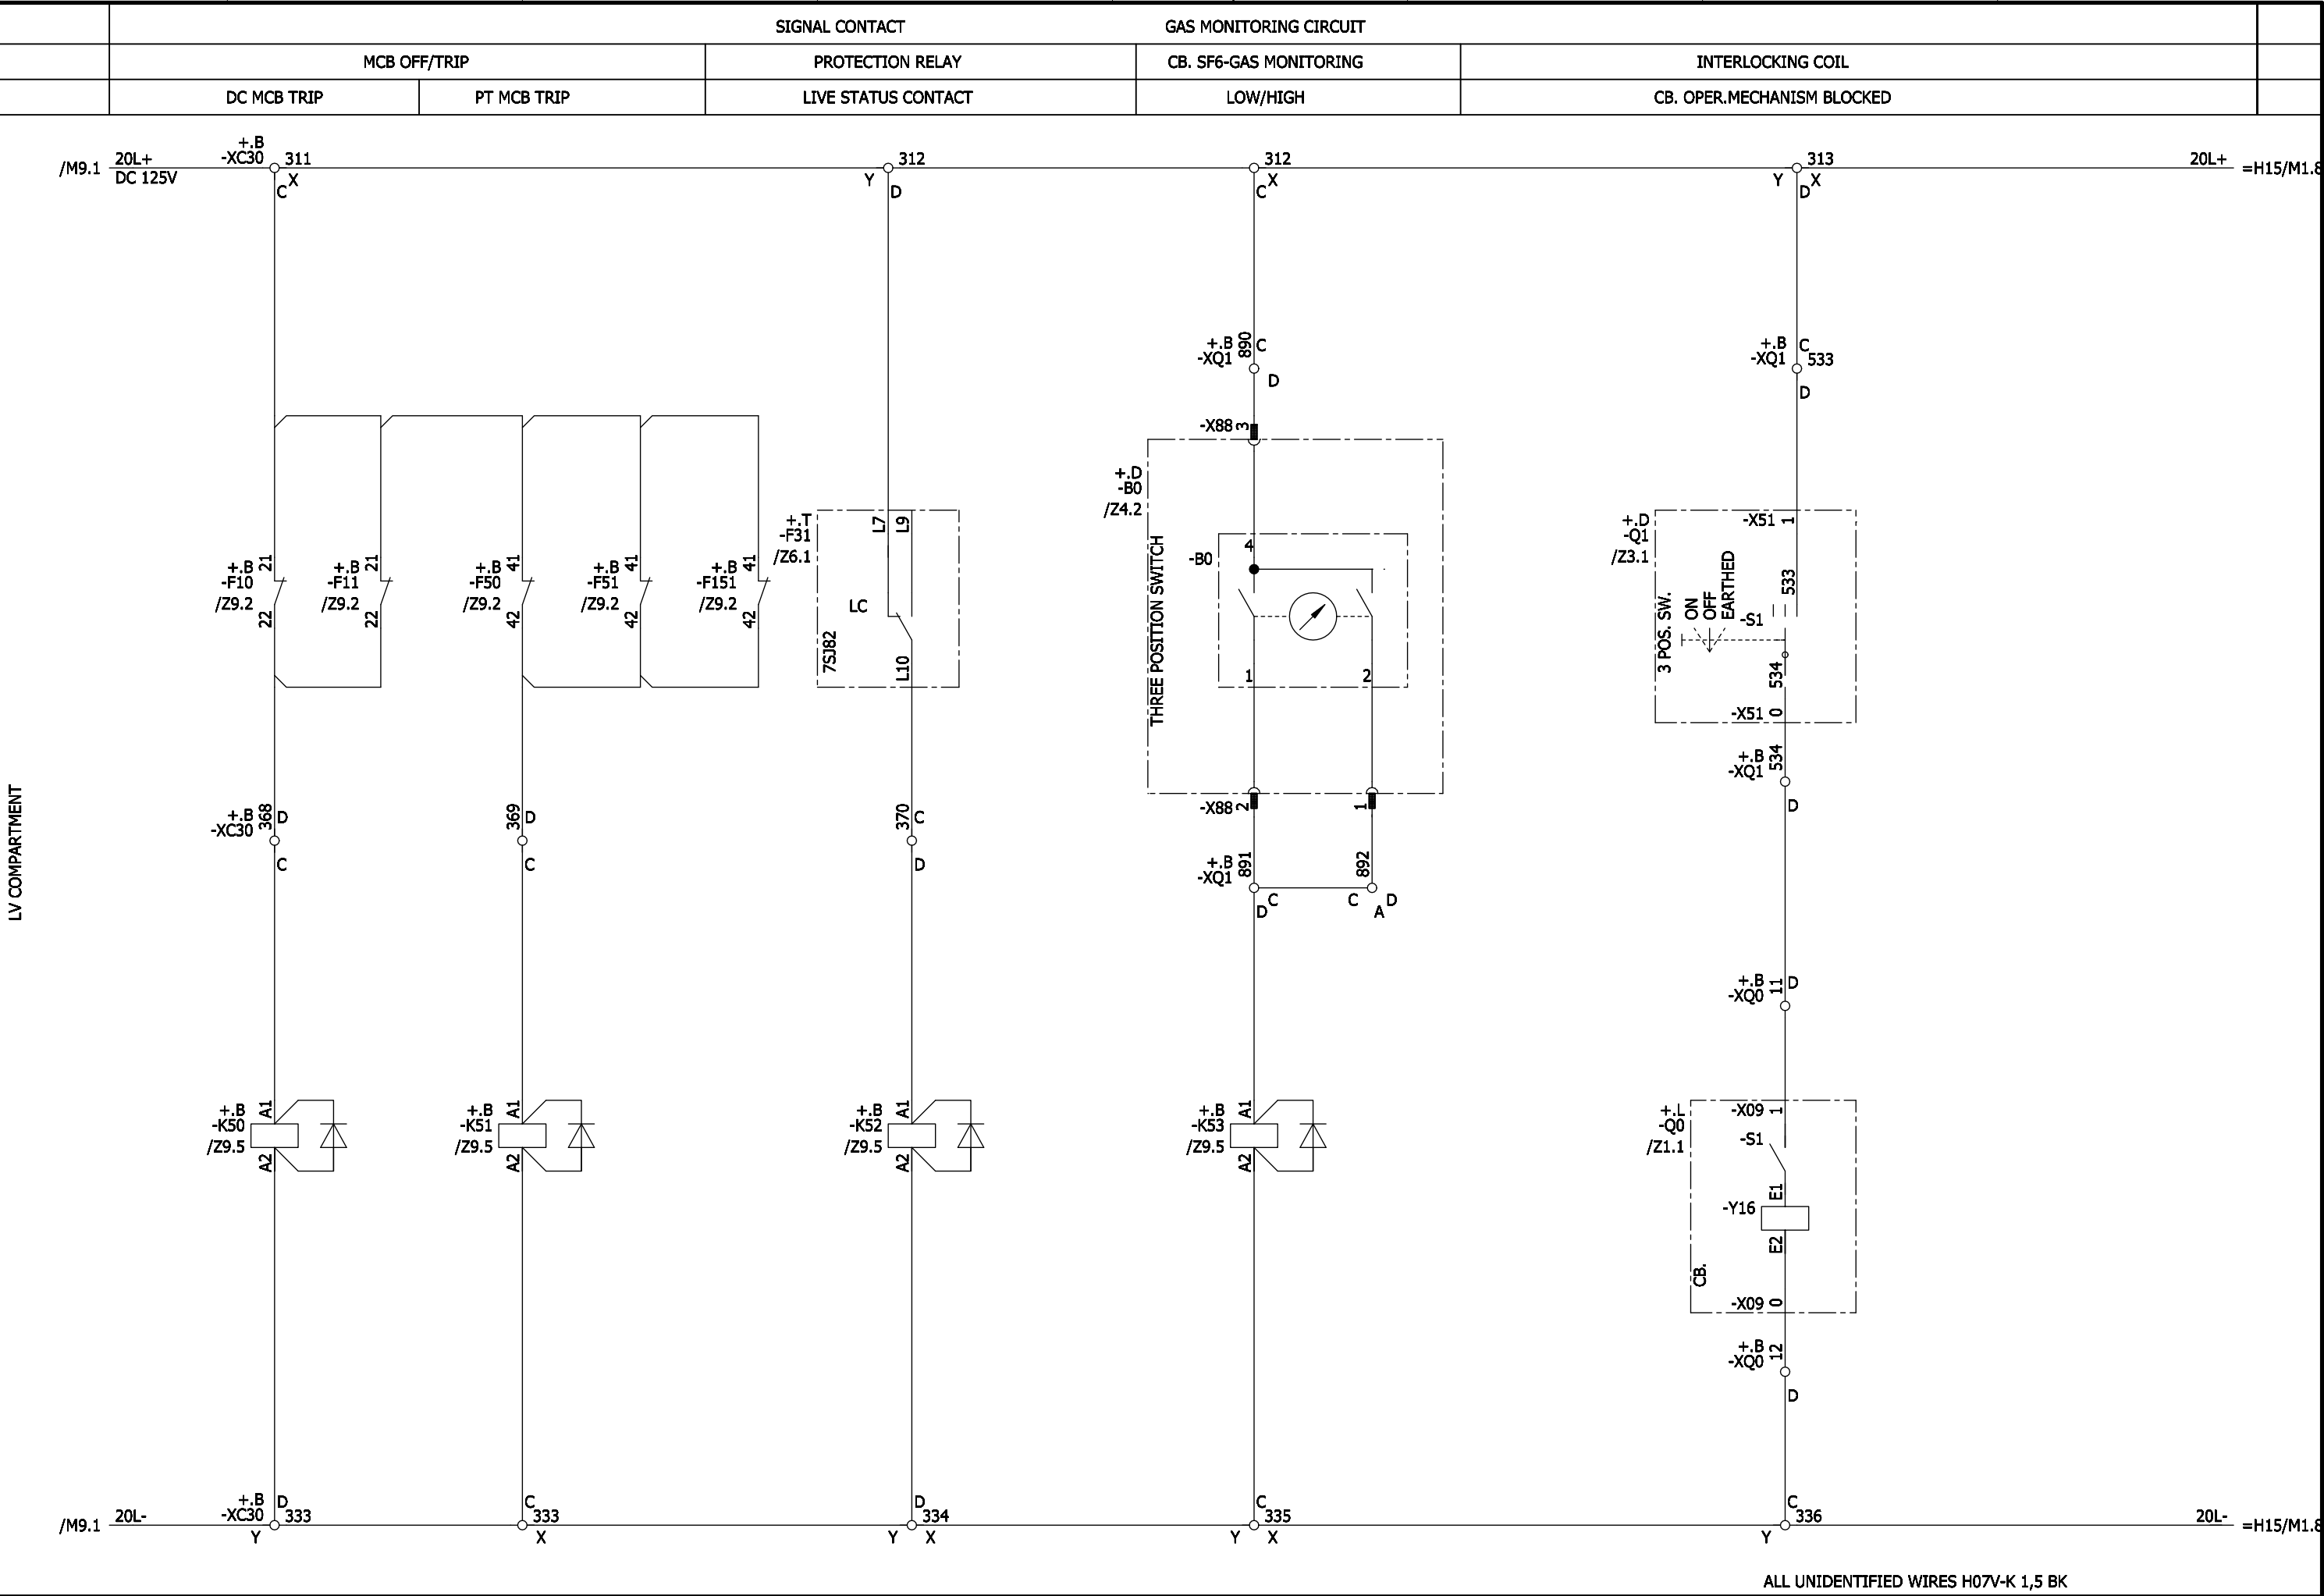 SIGNAL CONTACT GAS MONITORING CIRCUIT
MCB OFF/TRIP PROTECTION RELAY CB. SF6-GAS MONITORING INTERLOCKING COIL
DC MCB TRIP PT MCB TRIP LIVE STATUS CONTACT LOW/HIGH CB. OPER.MECHANISM BLOCKED
+.B
/M9.1 20L+ -XC30 311 312 312 313 20L+ =H15/M1.8
DC 125V X Y X Y X
C D C D
+.B 890 C +.B C
-XQ1 -XQ1 533
D D
-X88 3
+.D
-B0
/Z4.2
THREE POSITION SWITCH
-B0 4
1 2
+.T
-F31
/Z6.1
L7 L9
LC
7SJ82
L10
+.D
-Q1
/Z3.1
-X51 1
533
3 POS. SW.
ON
OFF
EARTHED
-S1
534
-X51 0
+.B 21 +.B 21 +.B 41 +.B 41 +.B 41
-F10 -F11 -F50 -F51 -F151
/Z9.2 /Z9.2 /Z9.2 /Z9.2 /Z9.2
22 22 42 42 42
+.B 534
-XQ1
D
LV COMPARTMENT
+.B 368 D 369 D 370 C
-XC30
C C D
-X88 2 1
+.B 891 892
-XQ1
C C D
D A
+.B 11 D
-XQ0
+.B A1 +.B A1 +.B A1 +.B A1
-K50 -K51 -K52 -K53
/Z9.5 /Z9.5 /Z9.5 /Z9.5
A2 A2 A2 A2
+.L
-Q0
/Z1.1
-X09 1
-S1
E1
-Y16
E2
CB.
-X09 0
+.B 12
-XQ0
D
+.B D C D C C
/M9.1 20L- -XC30 333 333 334 335 336 20L- =H15/M1.8
Y X Y X Y X Y
ALL UNIDENTIFIED WIRES H07V-K 1,5 BK